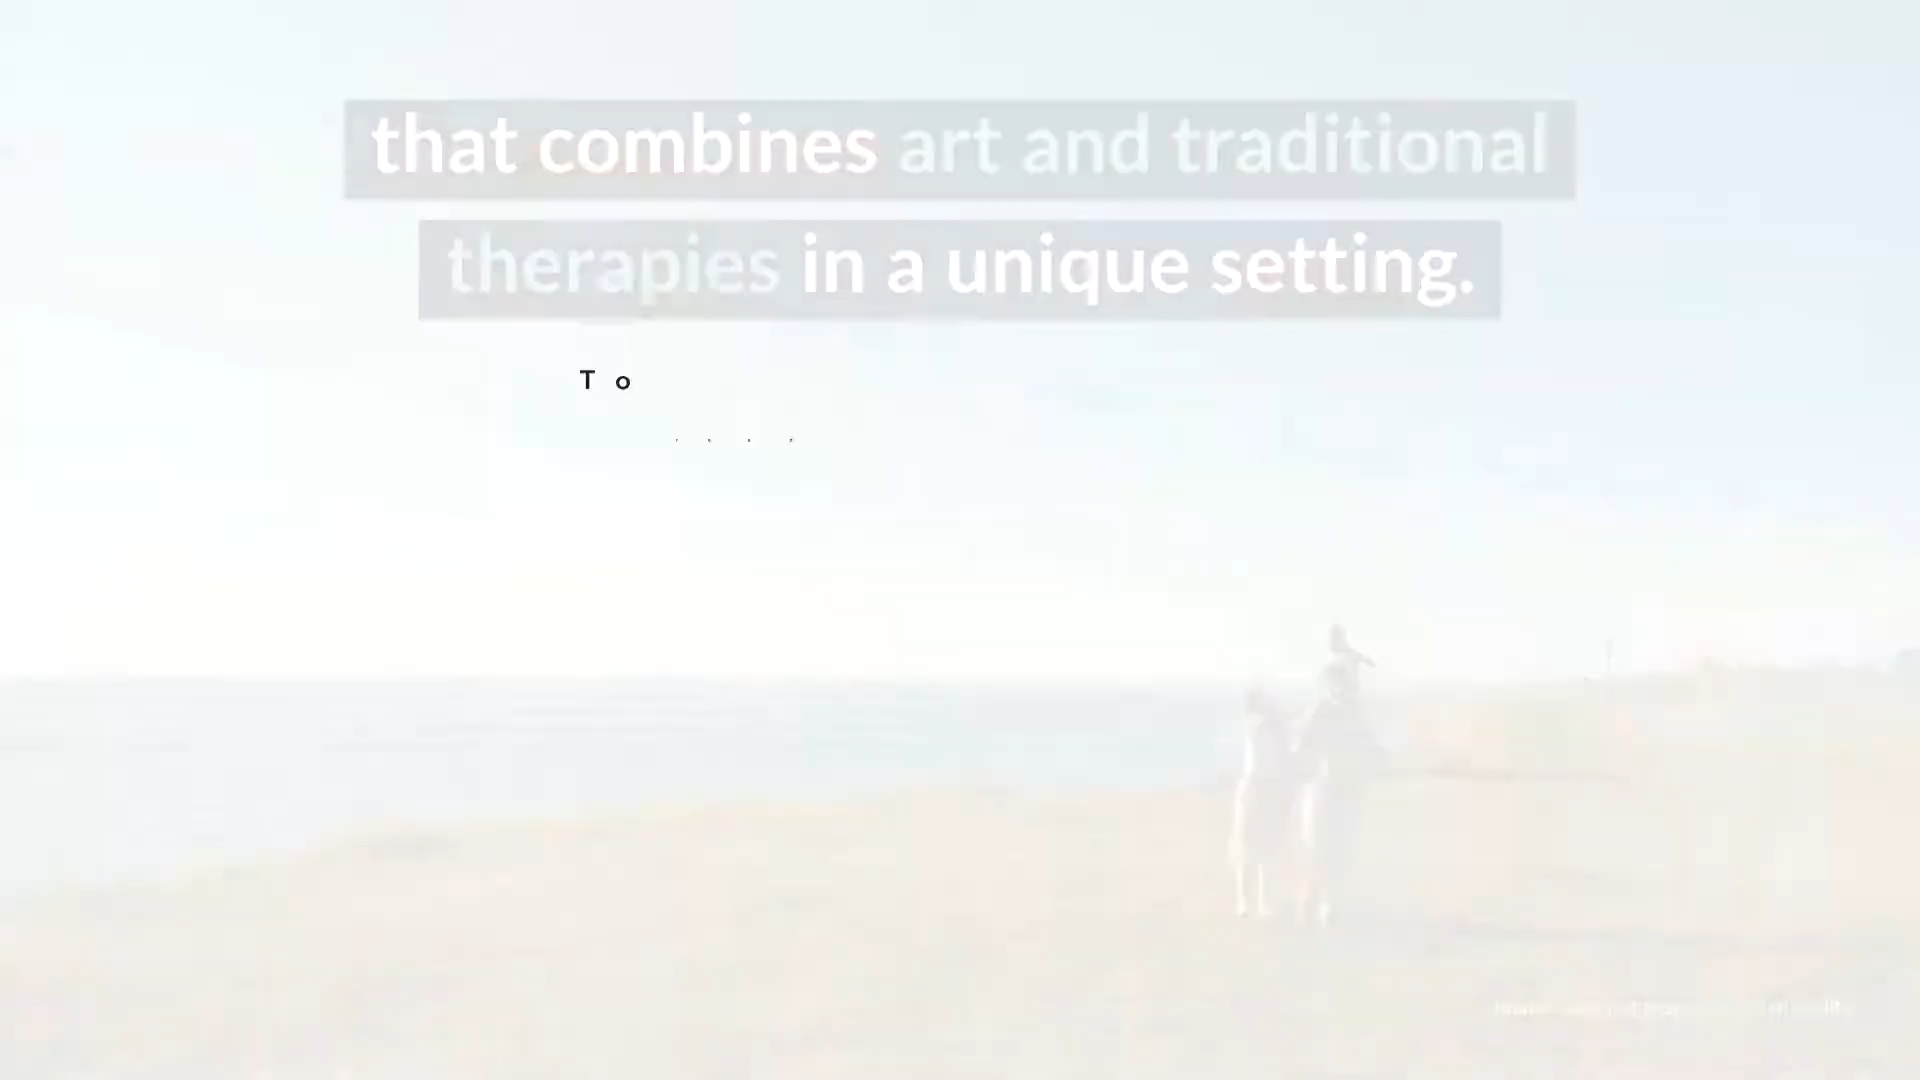 that combines art and traditional
therapies in a unique setting.
T o